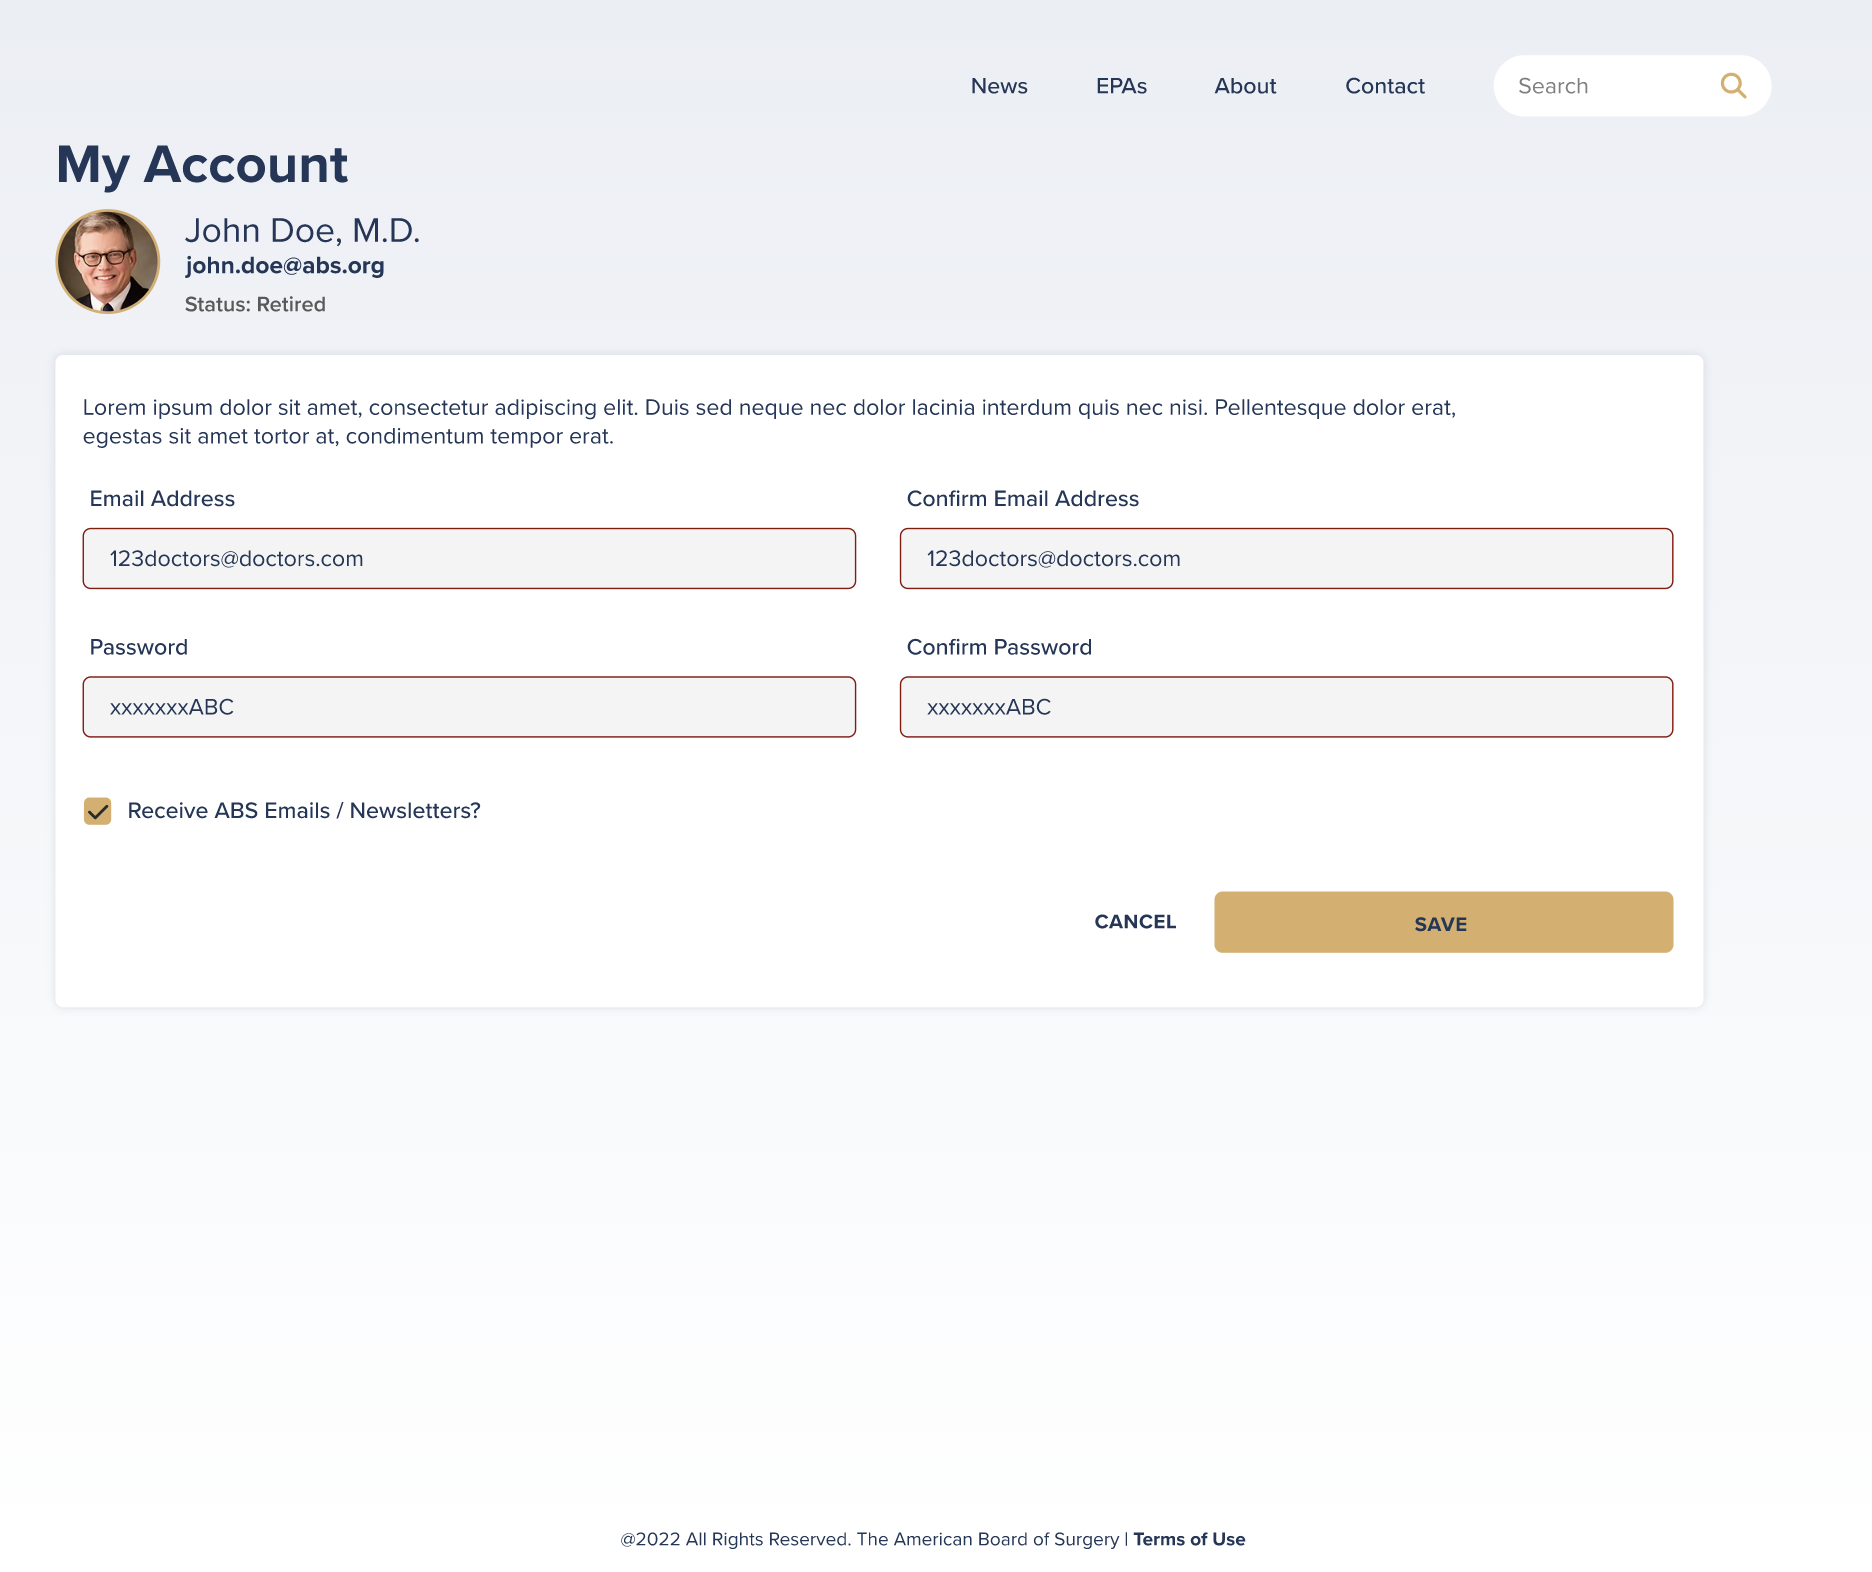 News
EPAs
About
Contact
Search
My Account
John Doe, M.D.
john.doe@abs.org
Status: Retired
Lorem ipsum dolor sit amet, consectetur adipiscing elit. Duis sed neque nec dolor lacinia interdum quis nec nisi. Pellentesque dolor erat,
egestas sit amet tortor at, condimentum tempor erat.
Email Address
Confirm Email Address
123doctors@doctors.com
123doctors@doctors.com
Password
Confirm Password
xxxxxxxABC
xxxxxxxABC
Receive ABS Emails / Newsletters?
CANCEL
SAVE
@2022 All Rights Reserved. The American Board of Surgery | Terms of Use